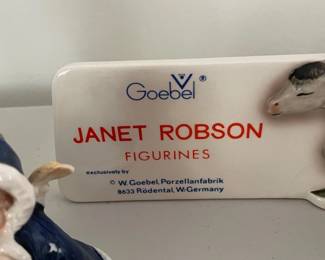 Goebel ®
JANET ROBSON
FIGURINES
exclusively by
© W. Goebel, Porzellanfabrik
8633 Rödental, W.-Germany